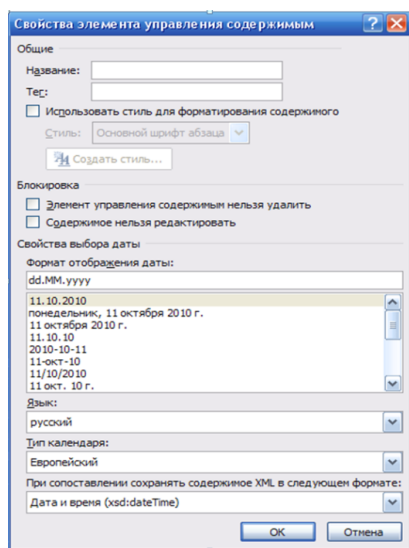 Свойства элемента управления содержимым
Общие
Название:
Тег:
Использовать стиль для форматирования содержимого
Стиль: Основной шрифт абзаца
Создать стиль...
Блокировка
Элемент управления содержимым нельзя удалить
Содержимое нельзя редактировать
Свойства выбора даты
Формат отображения даты:
dd.MM.yyyy
11.10.2010
понедельник, 11 октября 2010 г.
11 октября 2010 г.
11.10.10
2010-10-11
11-окт-10
11/10/2010
11 окт. 10 г.
Язык:
русский
Тип календаря:
Европейский
При сопоставлении сохранять содержимое XML в следующем формате:
Дата и время (xsd:dateTime)
ОК Отмена